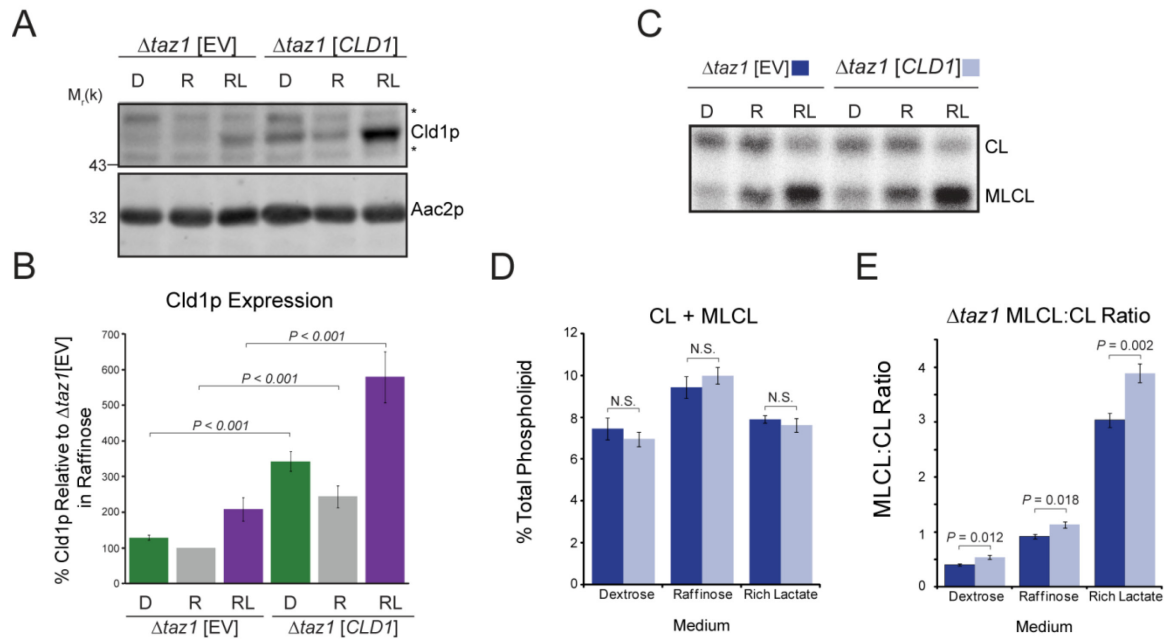 A
Δtaz1 [EV] Δtaz1 [CLD1]
D R RL D R RL
Mr(k)
*
Cld1p
*
43
32
Aac2p
B
Cld1p Expression
% Cld1p Relative to Δtaz1[EV]
in Raffinose
700
600
500
400
300
200
100
0
P < 0.001
P < 0.001
P < 0.001
D R RL D R RL
Δtaz1 [EV] Δtaz1 [CLD1]
C
Δtaz1 [EV] Δtaz1 [CLD1]
D R RL D R RL
CL
MLCL
D
CL + MLCL
% Total Phospholipid
12
10
8
6
4
2
0
N.S.
N.S.
N.S.
Dextrose Raffinose Rich Lactate
Medium
E
Δtaz1 MLCL:CL Ratio
MLCL:CL Ratio
4
3
2
1
0
P = 0.002
P = 0.018
P = 0.012
Dextrose Raffinose Rich Lactate
Medium